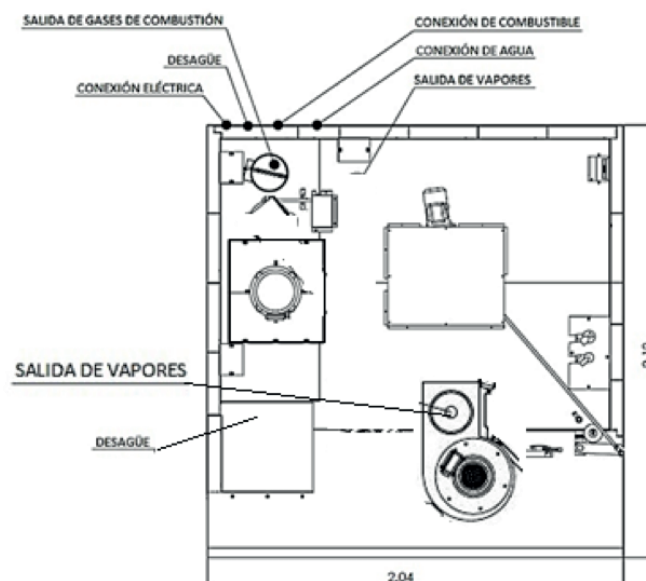 SALIDA DE GASES DE COMBUSTIÓN
CONEXIÓN DE COMBUSTIBLE
DESAGÜE
CONEXIÓN DE AGUA
CONEXIÓN ELÉCTRICA
SALIDA DE VAPORES
SALIDA DE VAPORES
DESAGÜE
2.04